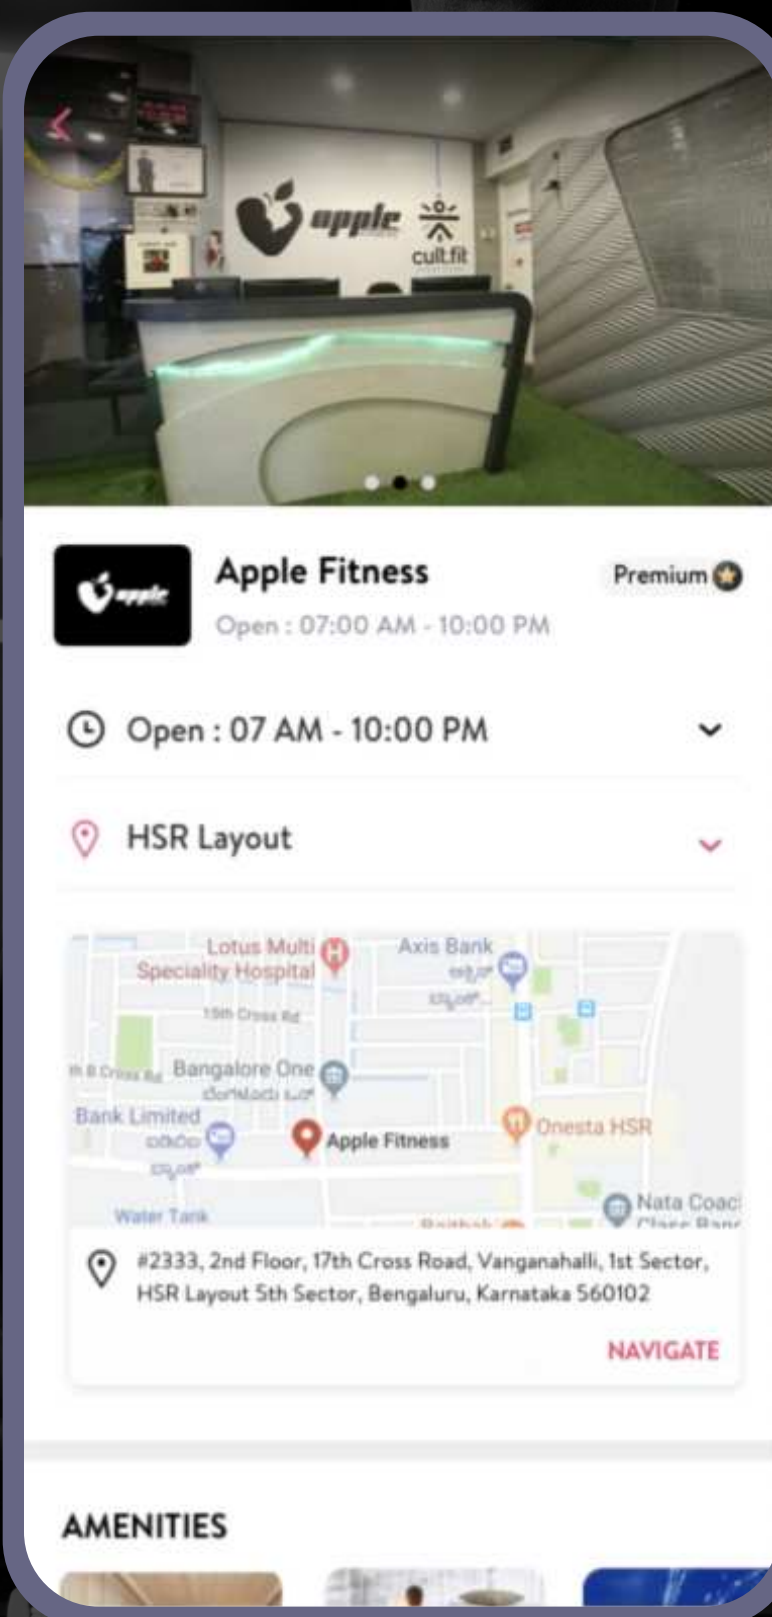 apple
cult.fit
apple
Apple Fitness
Premium
Open : 07:00 AM - 10:00 PM
Open : 07 AM - 10:00 PM
HSR Layout
Lotus Multi
Speciality Hospital
Axis Bank
15th Cross Rd
Bangalore One
Bank Limited
Apple Fitness
Onesta HSR
Water Tank
Nata Coac
#2333, 2nd Floor, 17th Cross Road, Vanganahalli, 1st Sector,
HSR Layout 5th Sector, Bengaluru, Karnataka 560102
NAVIGATE
AMENITIES